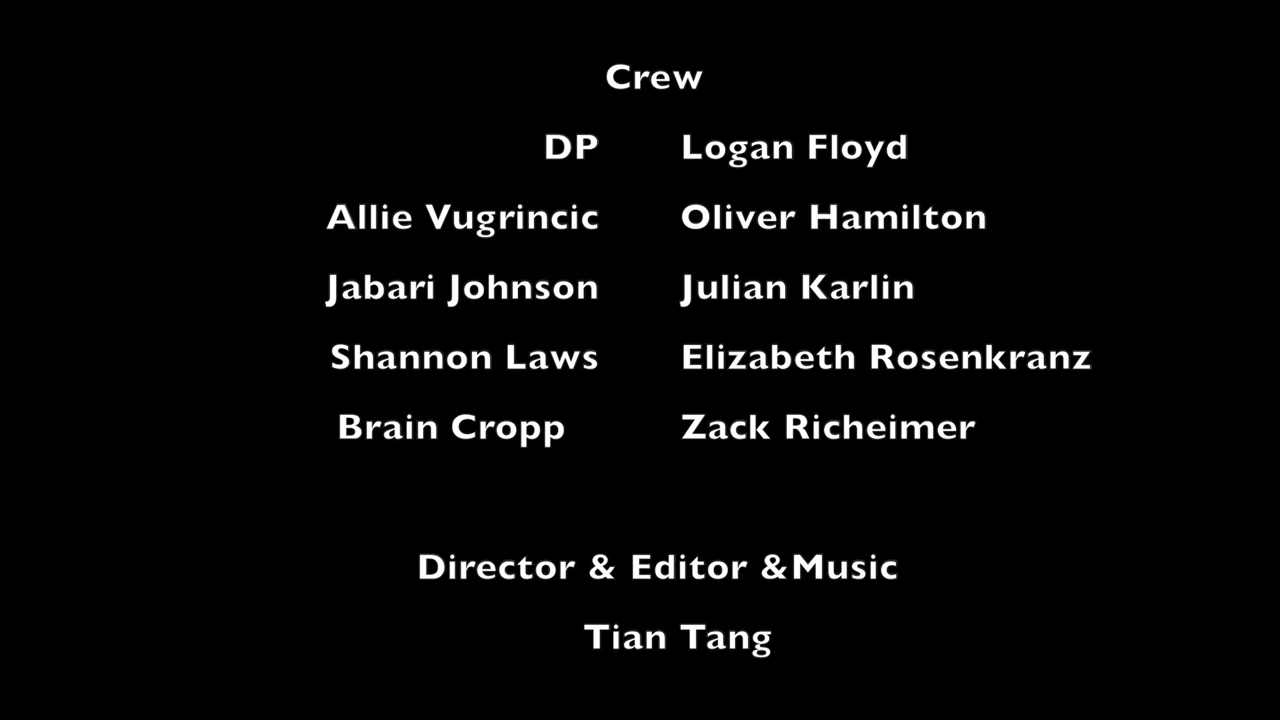 Crew
DP Logan Floyd
Allie Vugrincic Oliver Hamilton
Jabari Johnson Julian Karlin
Shannon Laws Elizabeth Rosenkranz
Brain Cropp Zack Richeimer
Director & Editor &Music
Tian Tang